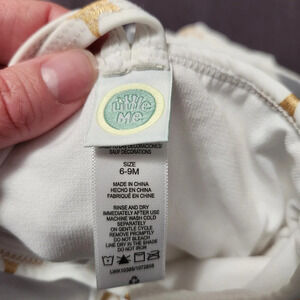 little
me
SAUF DÉCORATIONS/
SIZE
6-9M
MADE IN CHINA
HECHO EN CHINA
FABRIQUÉ EN CHINE
RINSE AND DRY
IMMEDIATELY AFTER USE
MACHINE WASH COLD
SEPARATELY
ON GENTLE CYCLE
REMOVE PROMPTLY
DO NOT BLEACH
LINE DRY IN THE SHADE
DO NOT IRON